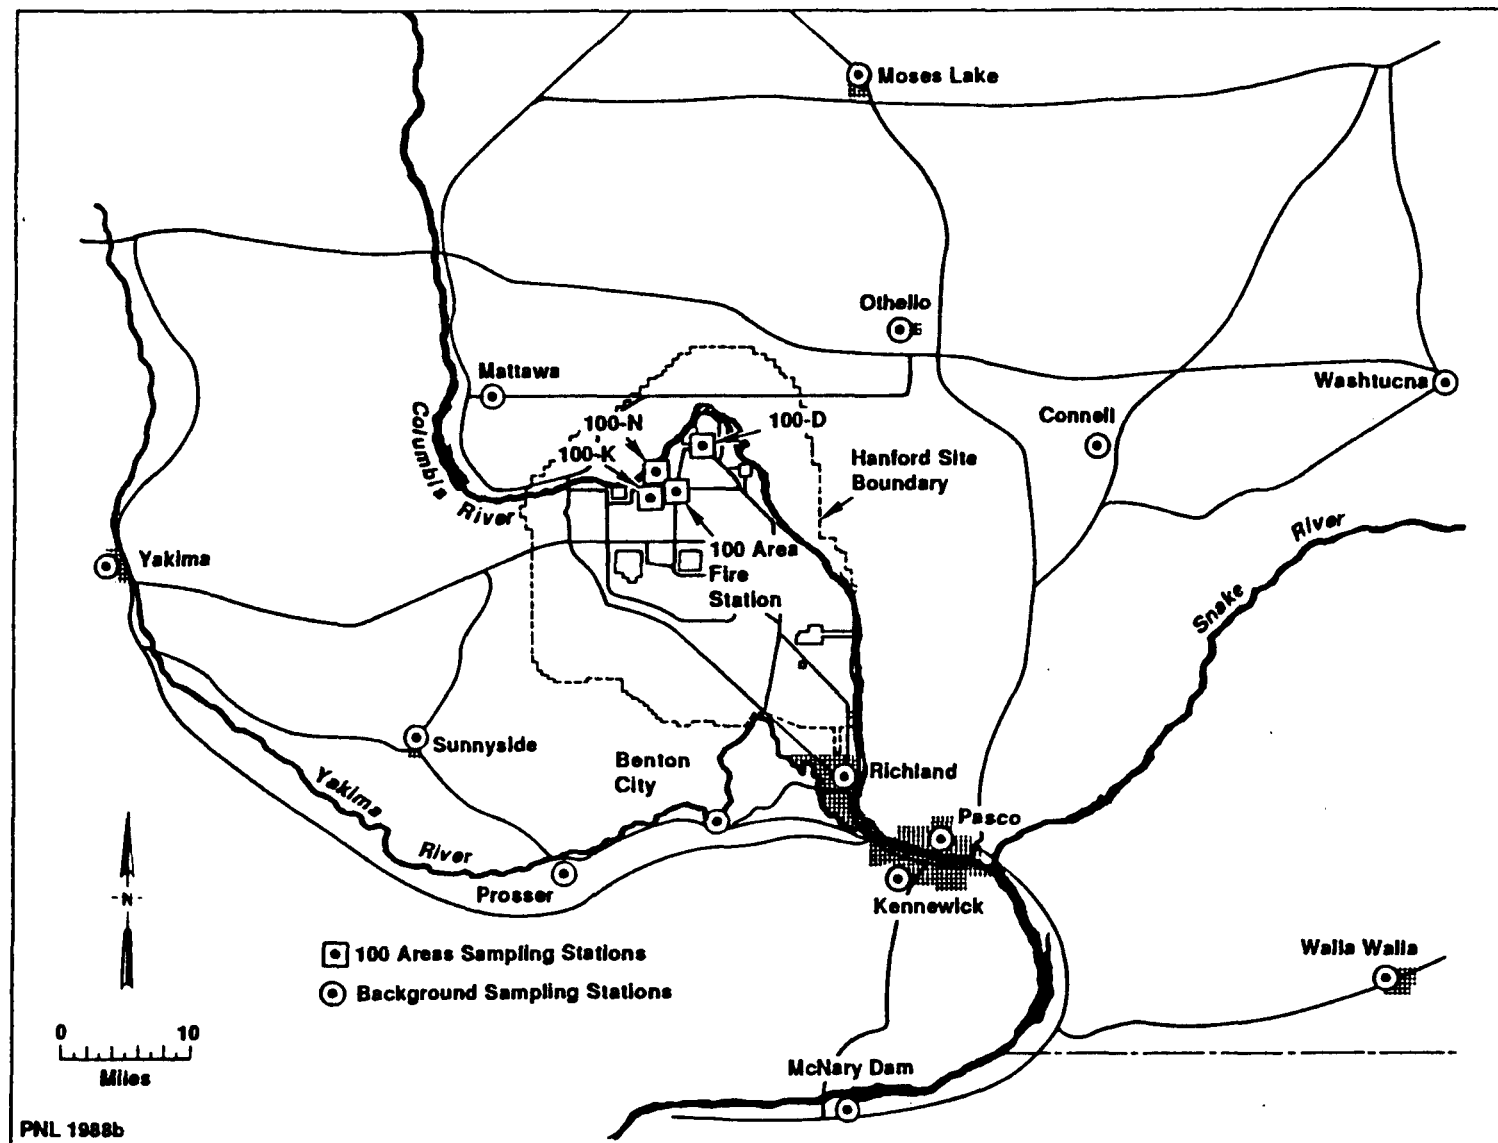 Moses Lake
Othello
Mattawa
Washtucna
Connell
Columbia
River
100-N
100-D
100-K
Hanford Site
Boundary
River
Snake
Yakima
100 Area
Fire
Station
Sunnyside
Benton
City
Richland
Yakima
River
Pasco
Prosser
Kennewick
-N-
100 Areas Sampling Stations
Background Sampling Stations
Walla Walla
0 10
Miles
McNary Dam
PNL 1988b